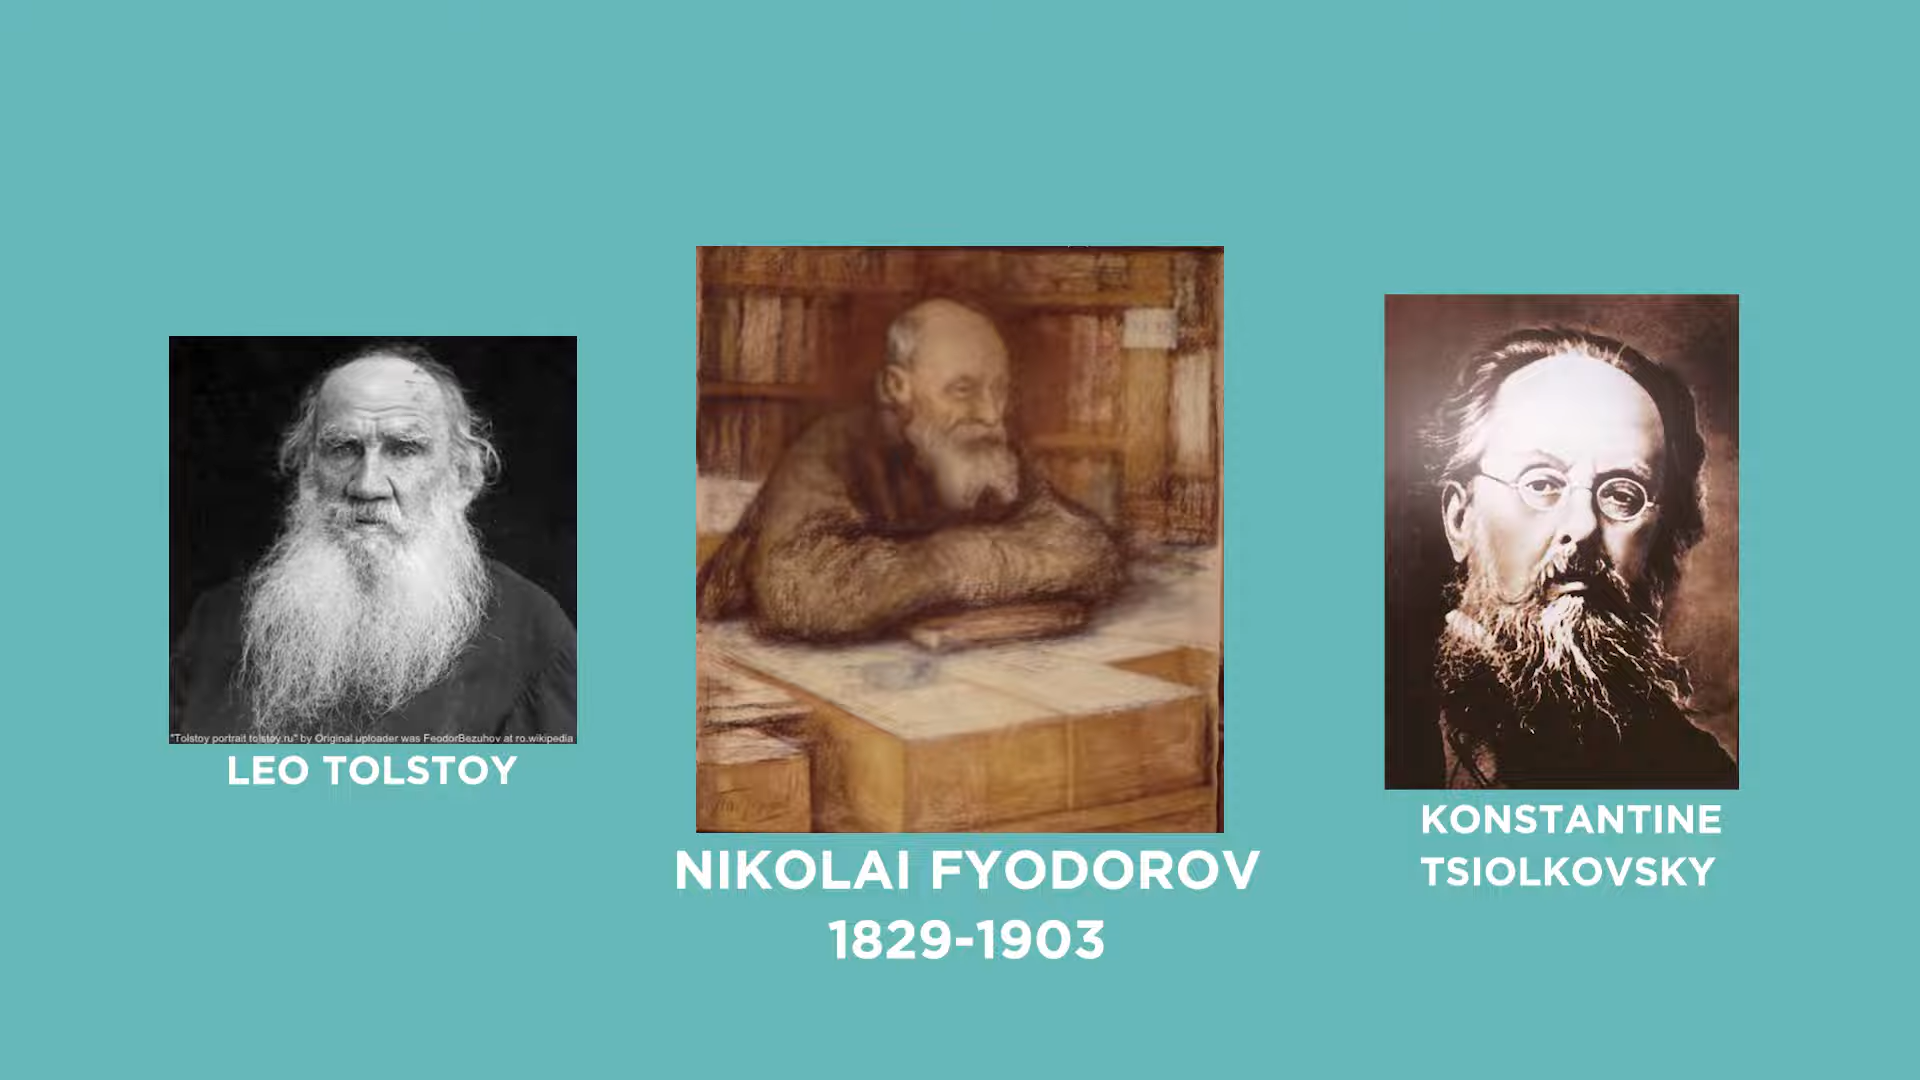 "Tolstoy portrait tolstoy.ru" by Original uploader was FeodorBezuhov at ro.wikipedia
LEO TOLSTOY
NIKOLAI FYODOROV
1829-1903
KONSTANTINE
TSIOLKOVSKY